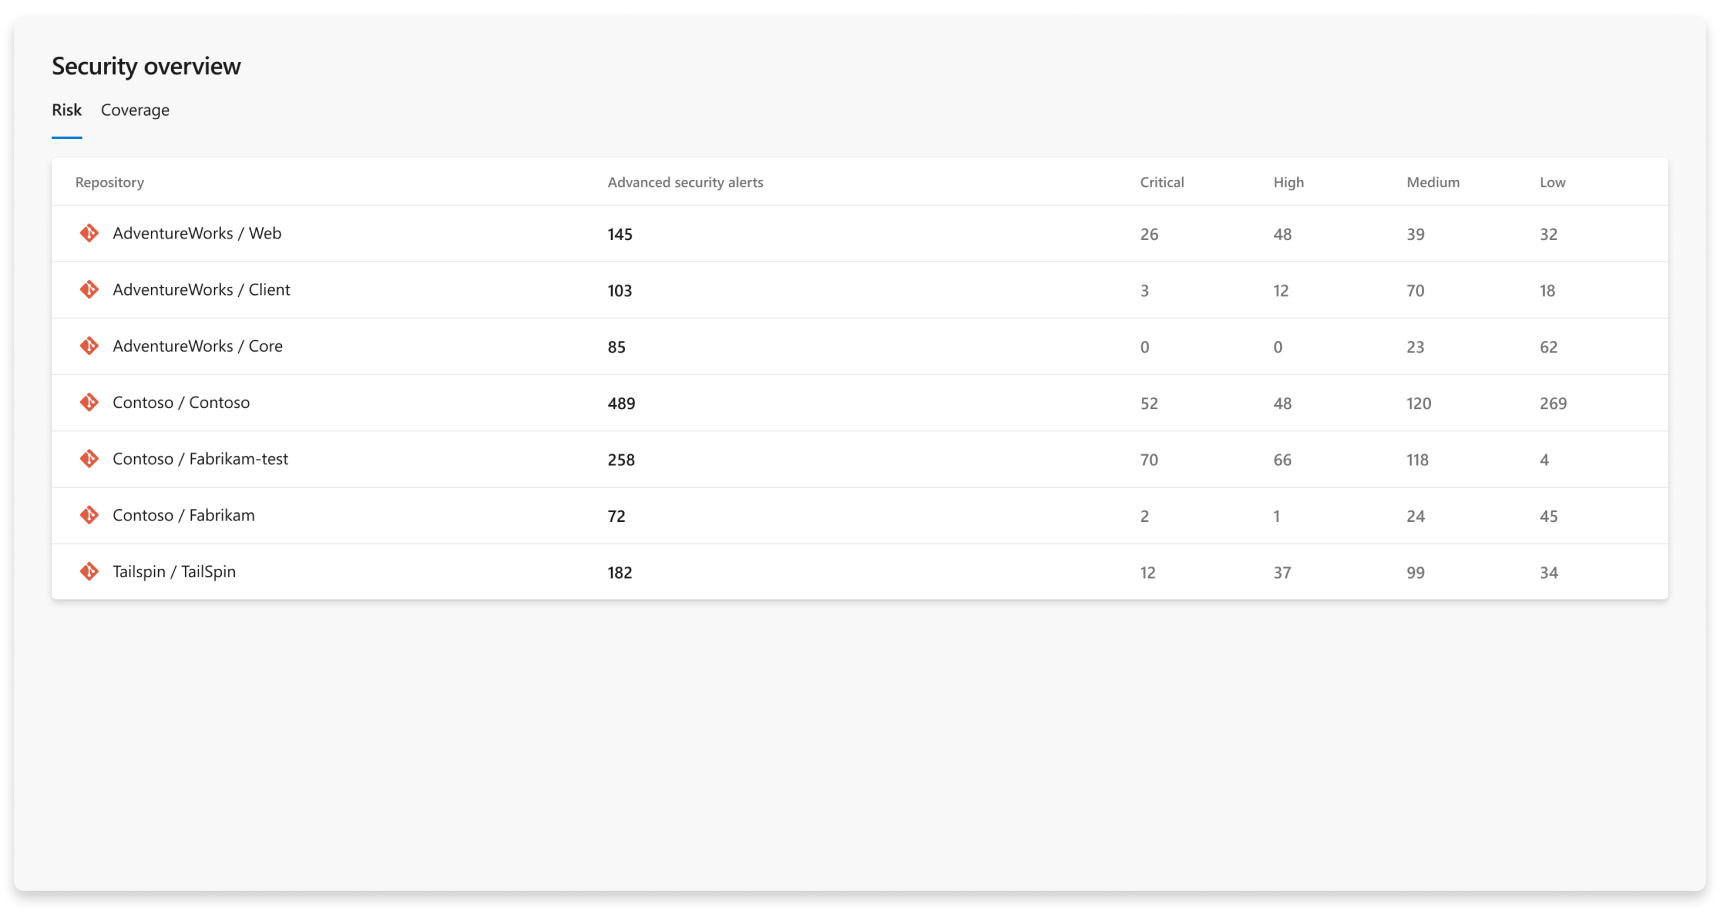 Security overview
Risk Coverage
Repository Advanced security alerts Critical High Medium Low
AdventureWorks / Web 145 26 48 39 32
AdventureWorks / Client 103 3 12 70 18
AdventureWorks / Core 85 0 0 23 62
Contoso / Contoso 489 52 48 120 269
Contoso / Fabrikam-test 258 70 66 118 4
Contoso / Fabrikam 72 2 1 24 45
Tailspin / TailSpin 182 12 37 99 34